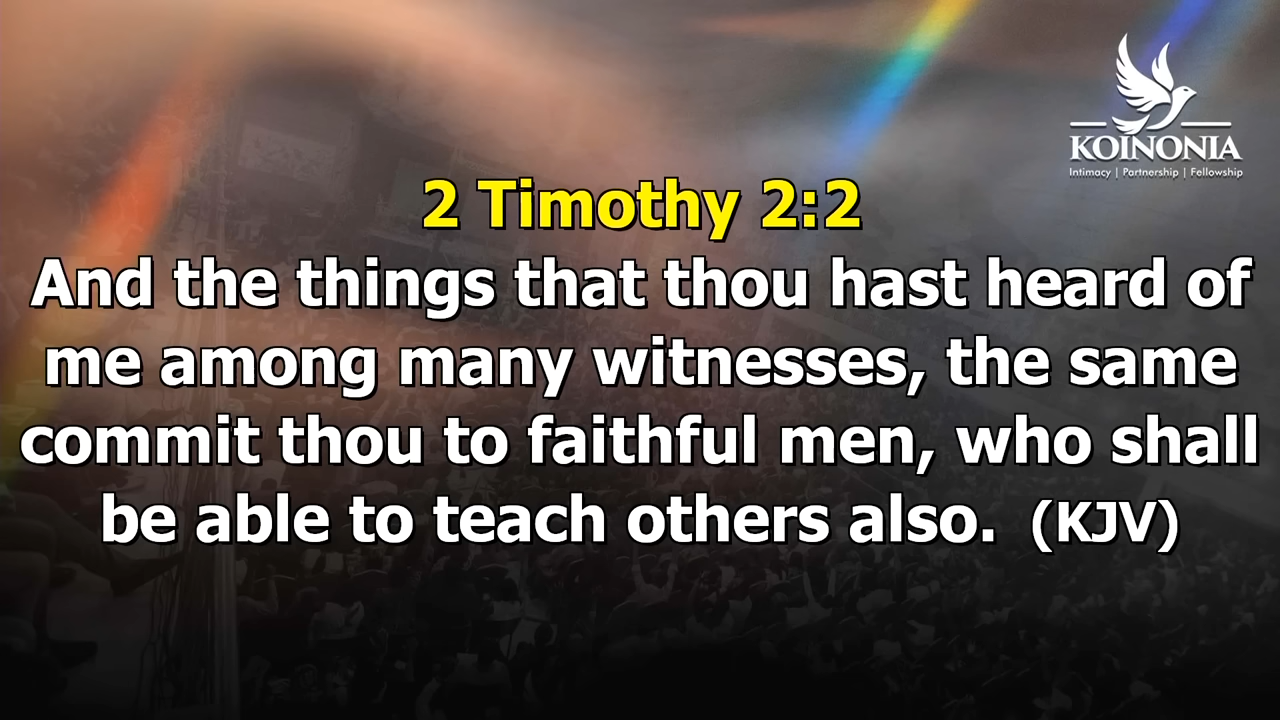 KOINONIA
Intimacy | Partnership | Fellowship
2 Timothy 2:2
And the things that thou hast heard of
me among many witnesses, the same
commit thou to faithful men, who shall
be able to teach others also.  (KJV)